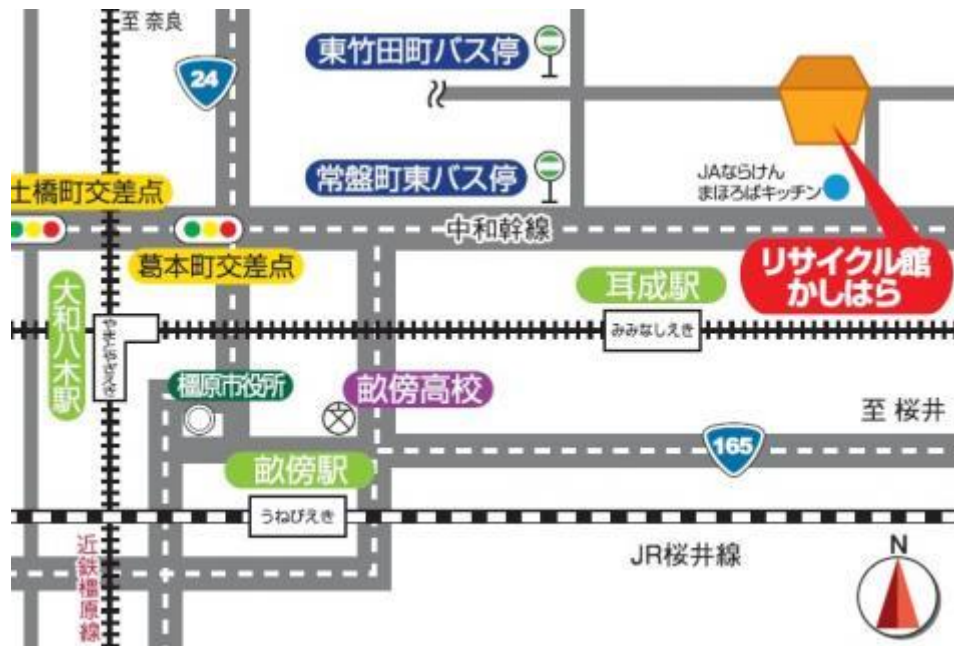 至 奈良
24
東竹田町バス停
常盤町東バス停
JAならけん
まほろばキッチン
土橋町交差点
中和幹線
葛本町交差点
リサイクル館
かしはら
大和八木駅
やまとやぎえき
耳成駅
みみなしえき
橿原市役所
畝傍高校
至 桜井
165
畝傍駅
うねびえき
近鉄橿原線
JR桜井線
N